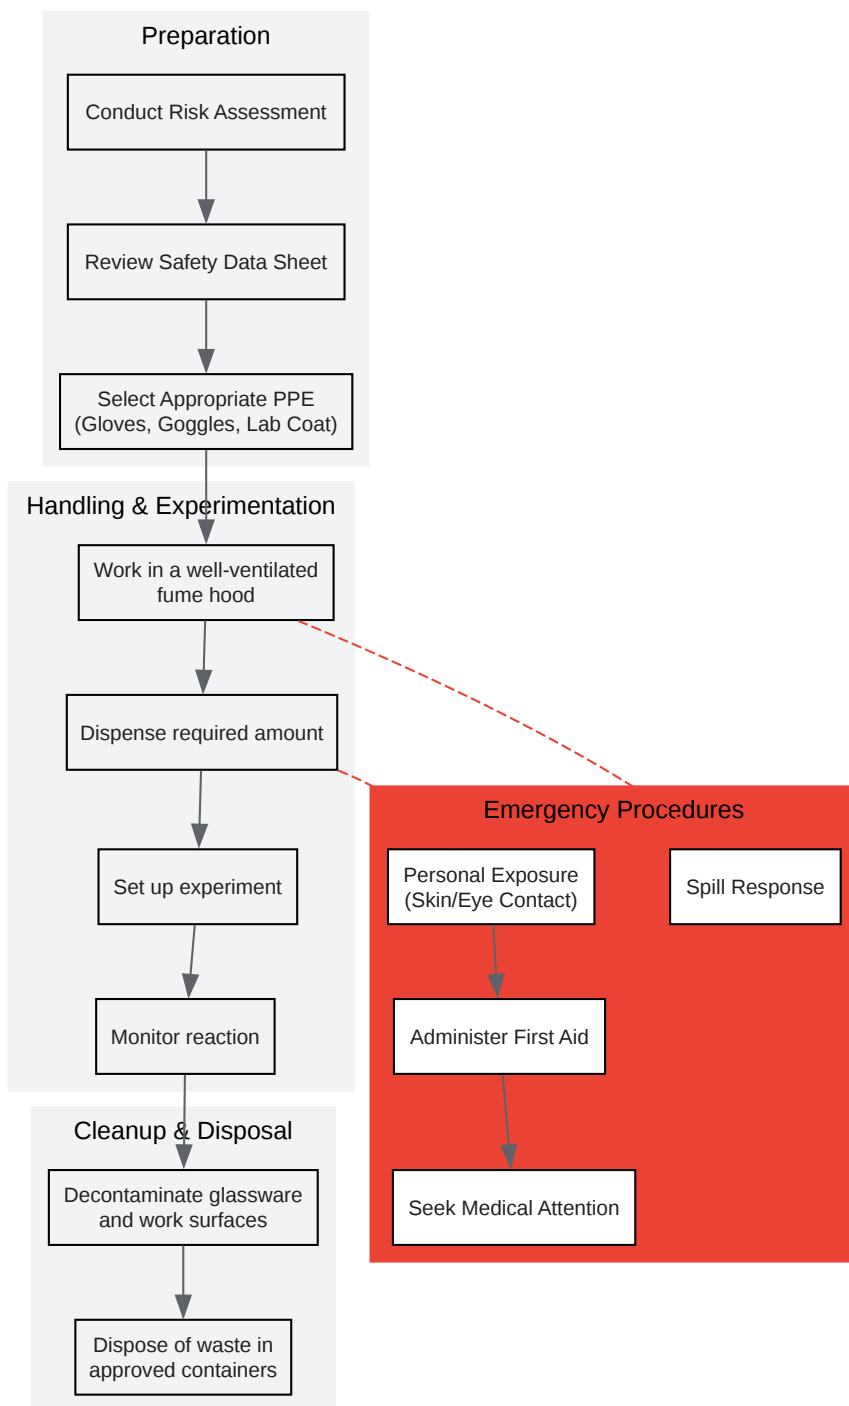 Preparation
Conduct Risk Assessment
Review Safety Data Sheet
Select Appropriate PPE
(Gloves, Goggles, Lab Coat)
Handling & Experimentation
Work in a well-ventilated
fume hood
Dispense required amount
Set up experiment
Monitor reaction
Emergency Procedures
Personal Exposure
(Skin/Eye Contact)
Spill Response
Administer First Aid
Seek Medical Attention
Cleanup & Disposal
Decontaminate glassware
and work surfaces
Dispose of waste in
approved containers